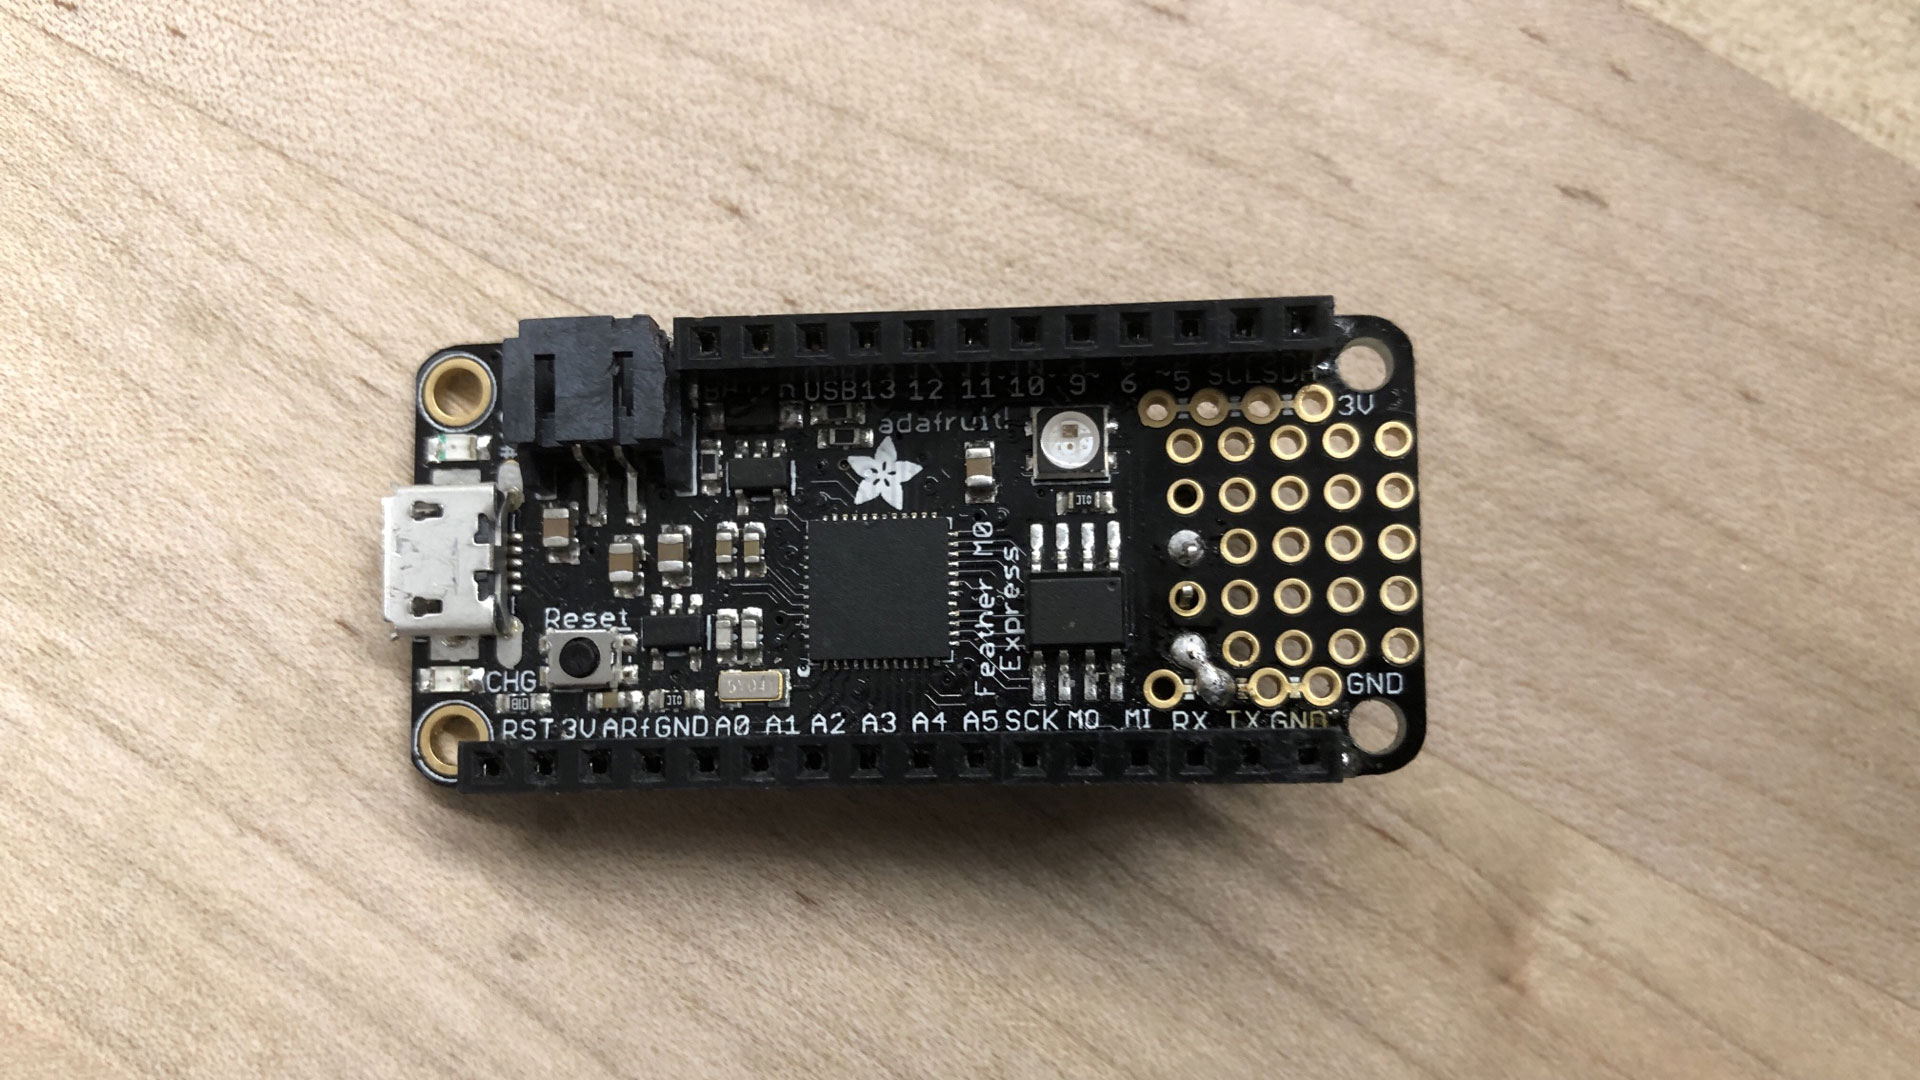 USB 13 12 11~ 10~ 9~ 6 ~5 SCL SDA
adafruit!
3V
Feather M0
Express
Reset
CHG
GND
RST 3V ARf GND A0 A1 A2 A3 A4 A5 SCK MO MI RX TX GND